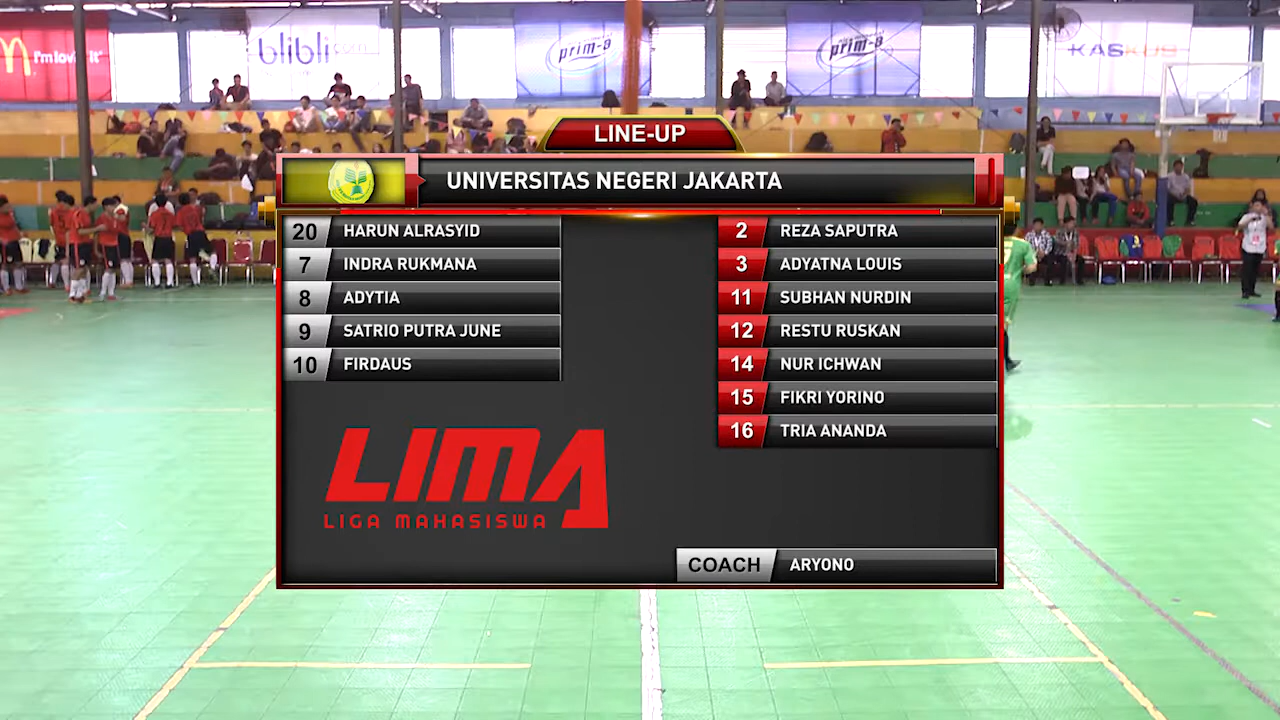 i'm lovin' it
blibli.com
prim-a
prim-a
KASKUS
LINE-UP
UNIVERSITAS NEGERI JAKARTA
20 HARUN ALRASYID
7 INDRA RUKMANA
8 ADYTIA
9 SATRIO PUTRA JUNE
10 FIRDAUS
2 REZA SAPUTRA
3 ADYATNA LOUIS
11 SUBHAN NURDIN
12 RESTU RUSKAN
14 NUR ICHWAN
15 FIKRI YORINO
16 TRIA ANANDA
LIMA
LIGA MAHASISWA
COACH ARYONO